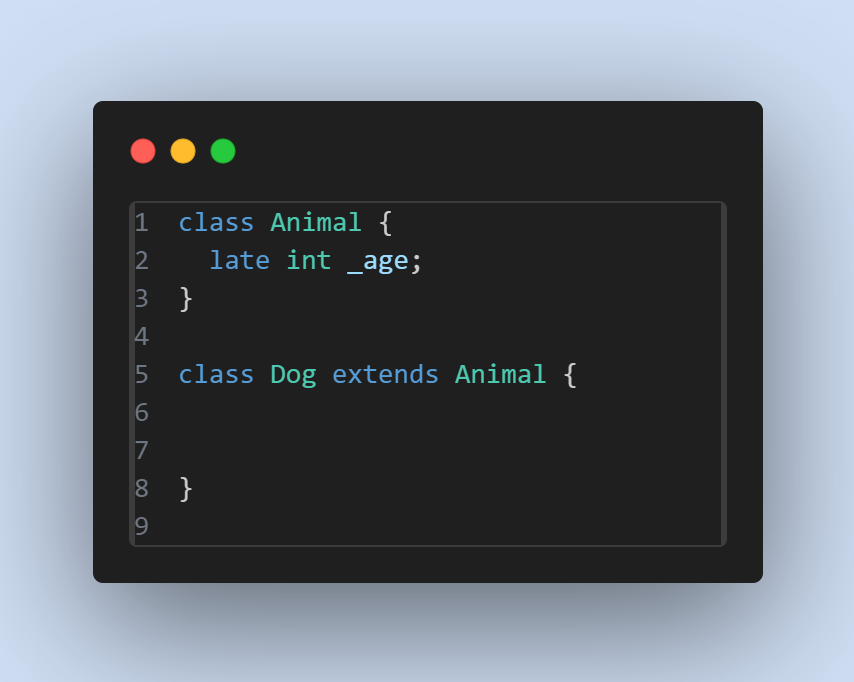 1 class Animal {
2   late int _age;
3 }
4
5 class Dog extends Animal {
6
7
8 }
9